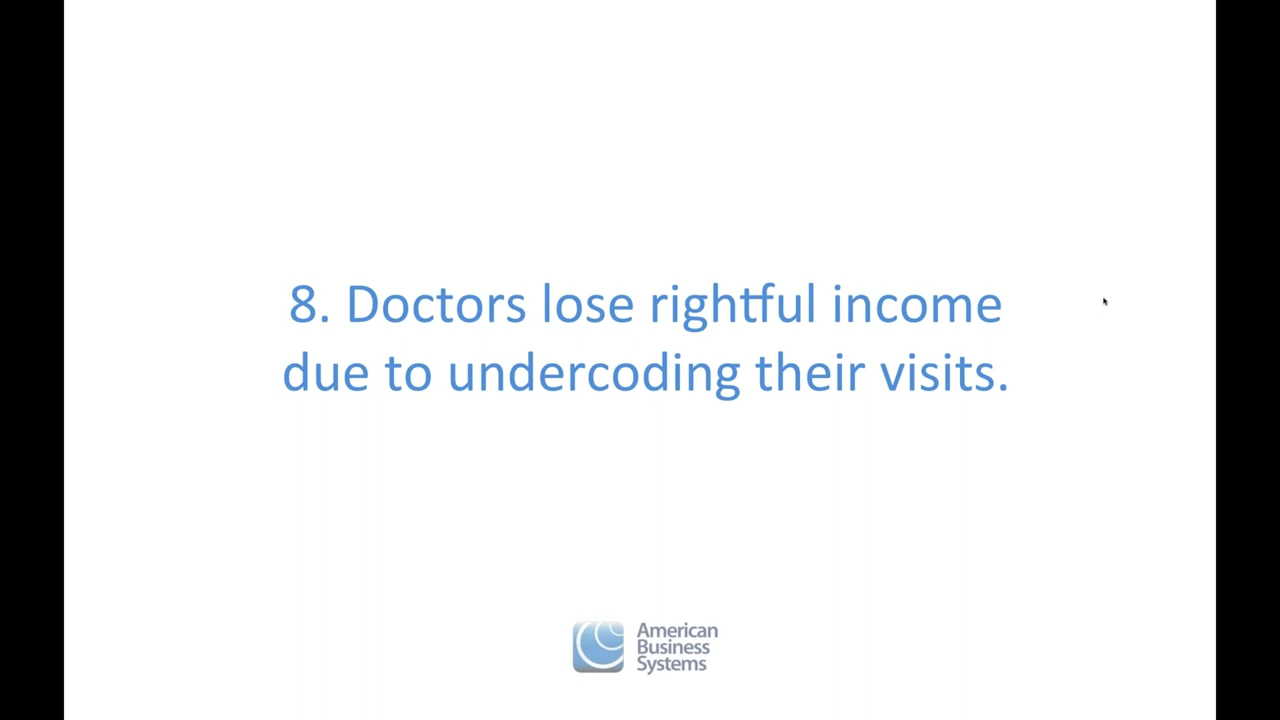 8. Doctors lose rightful income
due to undercoding their visits.
American
Business
Systems